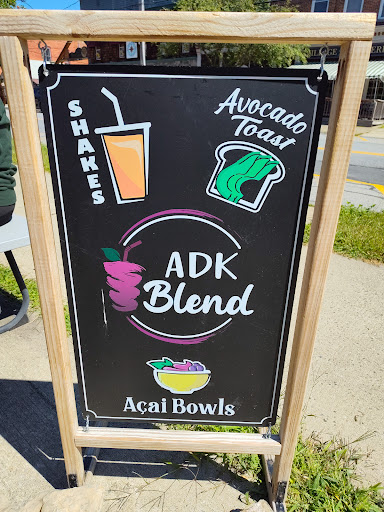 SHAKES
Avocado
Toast
ADK
Blend
Açai Bowls